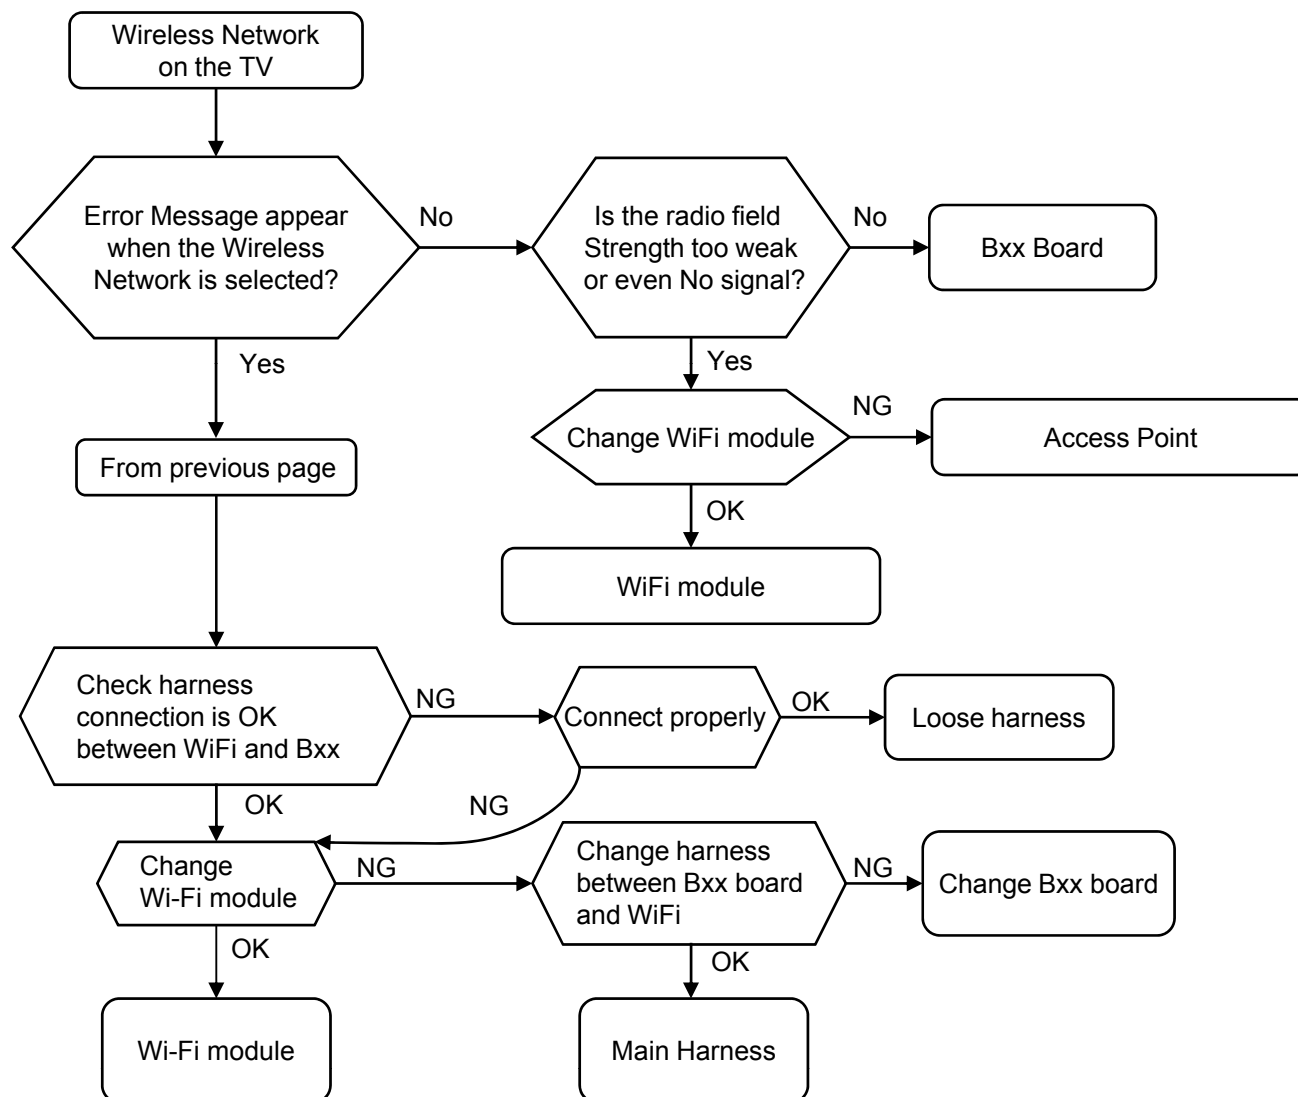 Wireless Network
on the TV
Error Message appear
when the Wireless
Network is selected?
No
Is the radio field
Strength too weak
or even No signal?
No
Bxx Board
Yes
Yes
Change WiFi module
NG
Access Point
From previous page
OK
WiFi module
Check harness
connection is OK
between WiFi and Bxx
NG
Connect properly
OK
Loose harness
OK
NG
Change
Wi-Fi module
NG
Change harness
between Bxx board
and WiFi
NG
Change Bxx board
OK
OK
Wi-Fi module
Main Harness